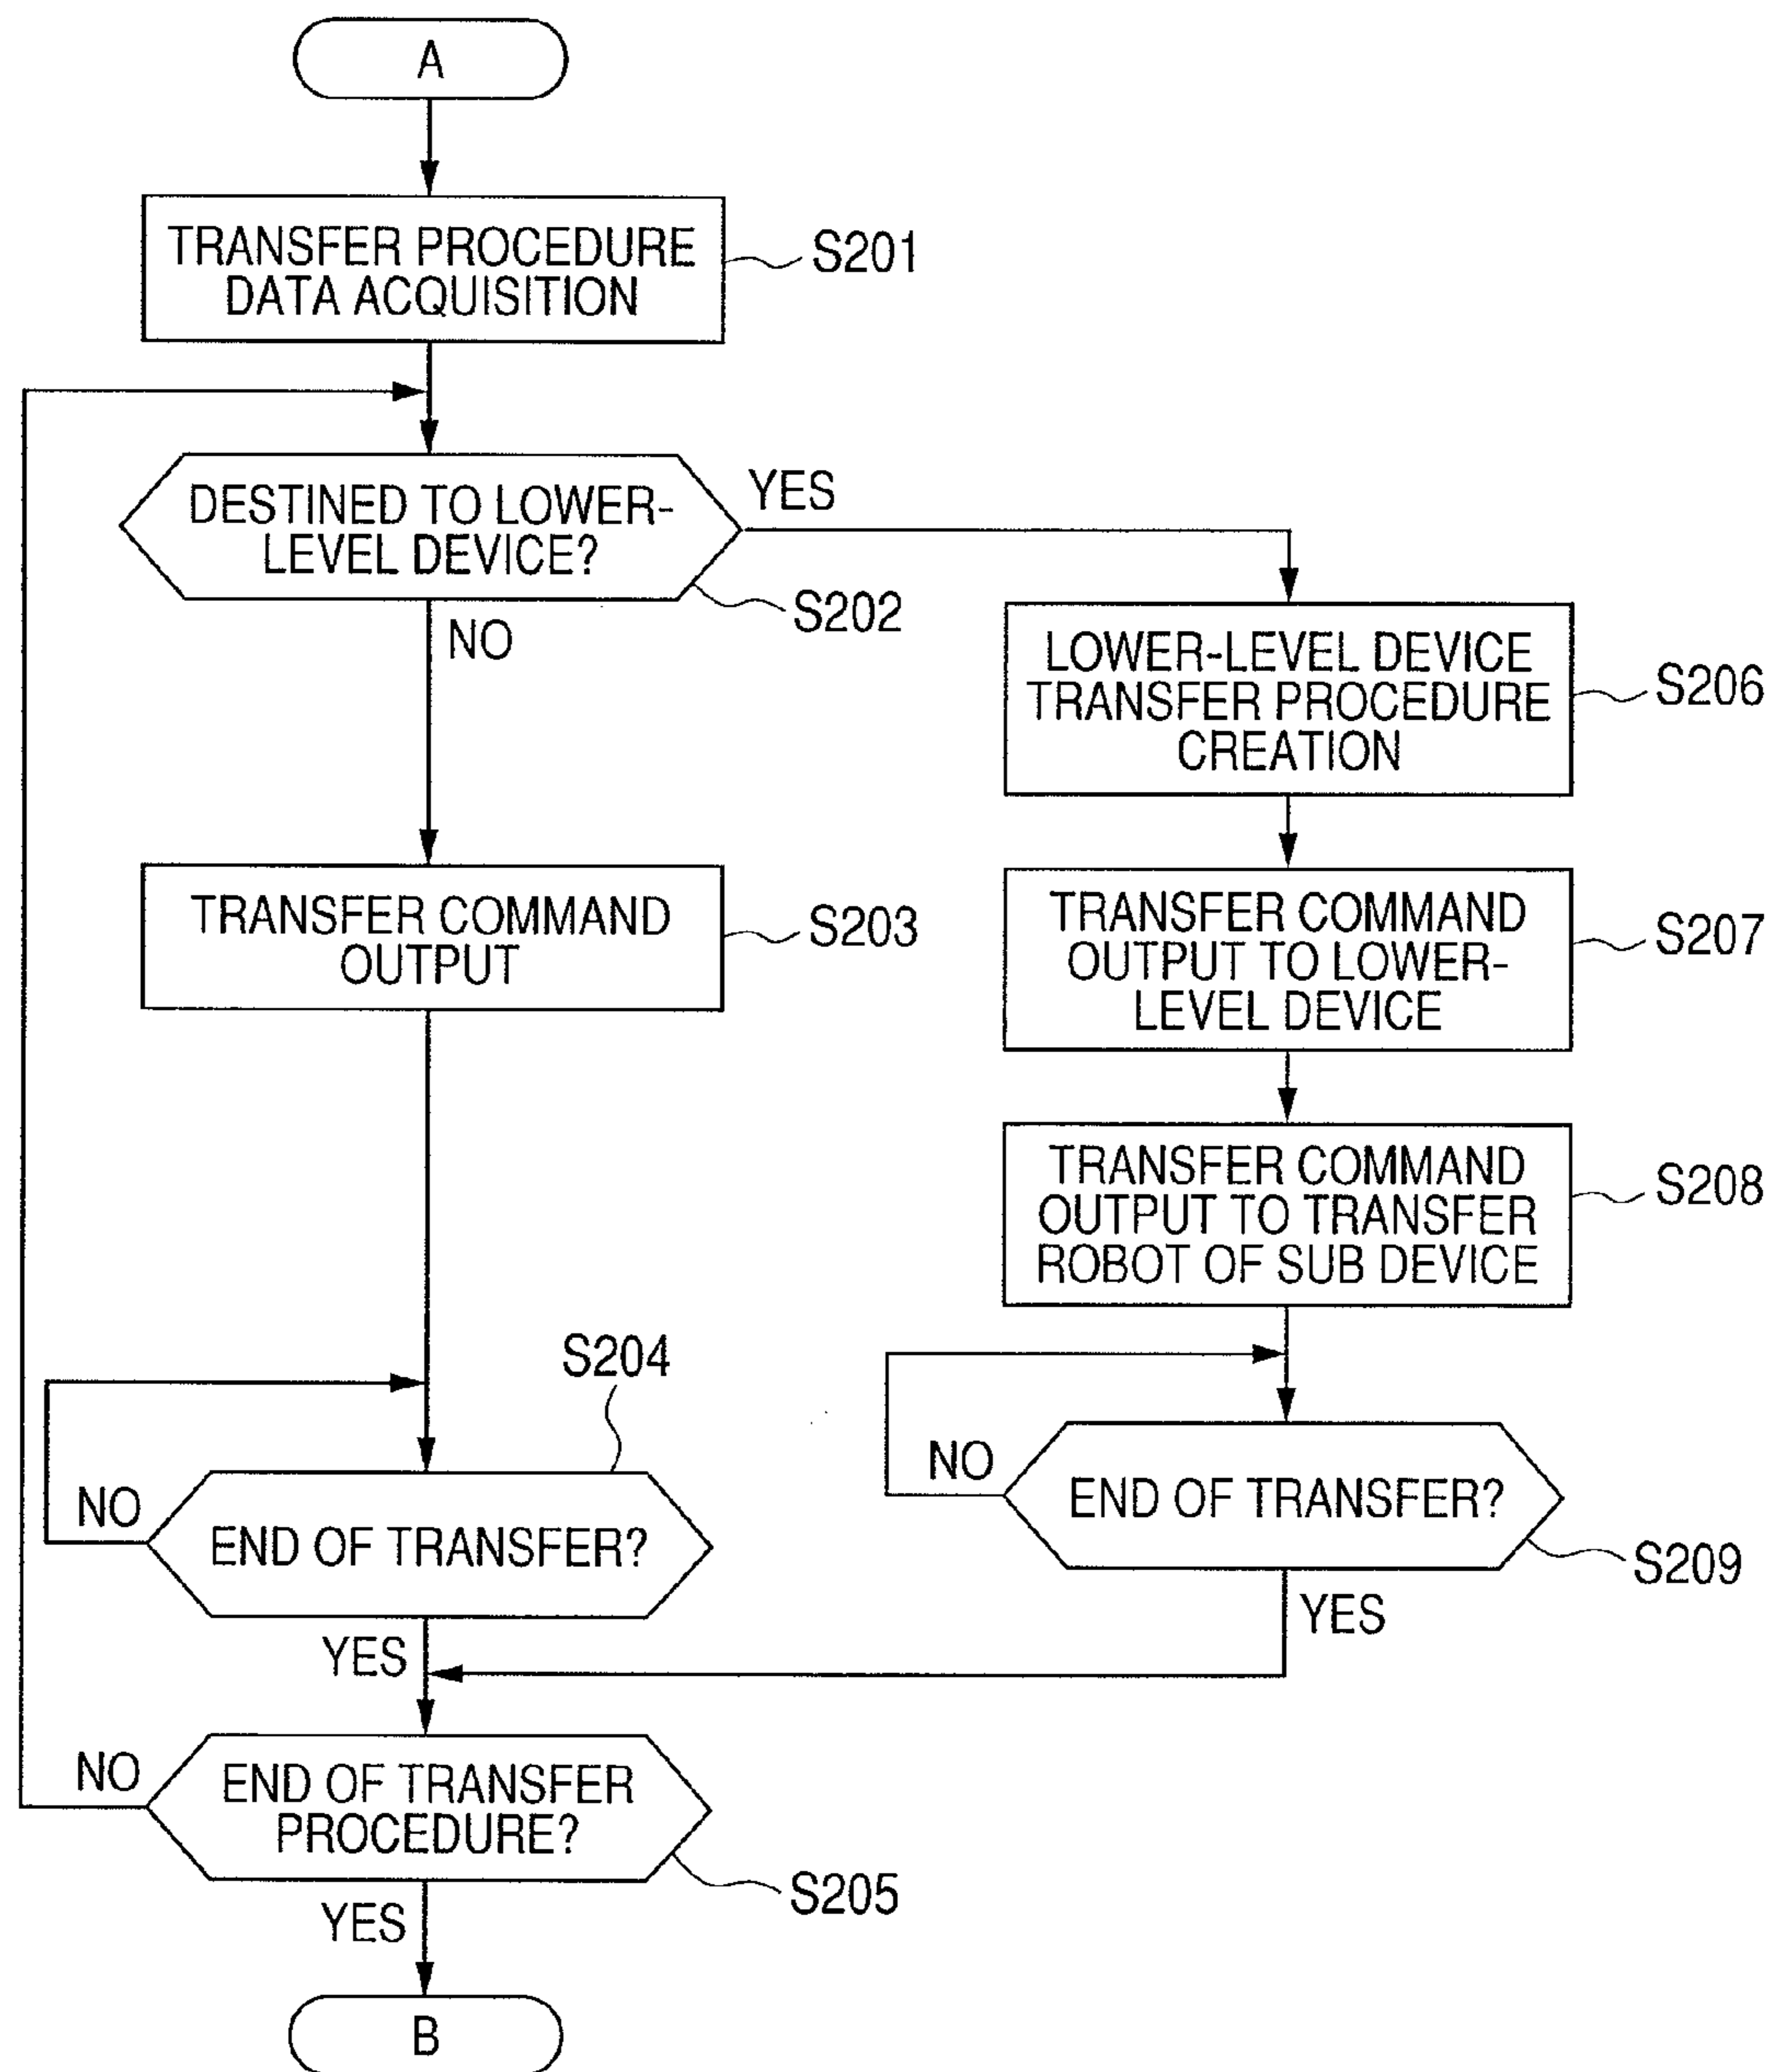 A
TRANSFER PROCEDURE
DATA ACQUISITION
S201
DESTINED TO LOWER-
LEVEL DEVICE?
YES
S202
NO
LOWER-LEVEL DEVICE
TRANSFER PROCEDURE
CREATION
S206
TRANSFER COMMAND
OUTPUT
S203
TRANSFER COMMAND
OUTPUT TO LOWER-
LEVEL DEVICE
S207
TRANSFER COMMAND
OUTPUT TO TRANSFER
ROBOT OF SUB DEVICE
S208
S204
NO
END OF TRANSFER?
YES
NO
END OF TRANSFER?
S209
YES
NO
END OF TRANSFER
PROCEDURE?
S205
YES
B